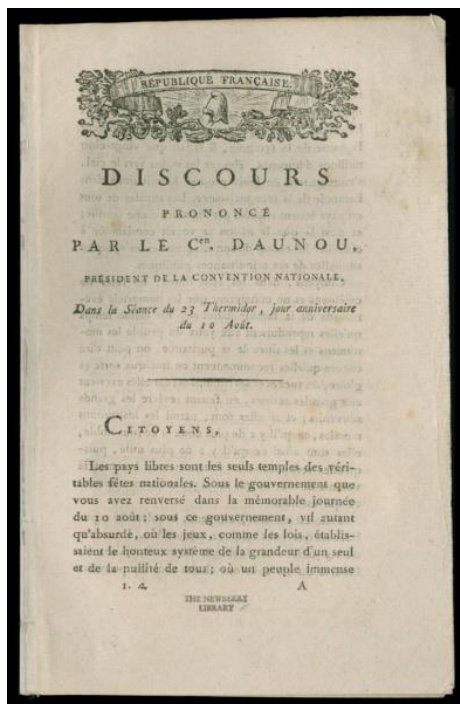 RÉPUBLIQUE FRANÇAISE.
DISCOURS
PRONONCÉ
PAR LE Cen. DAUNOU,
PRÉSIDENT DE LA CONVENTION NATIONALE,
Dans la Séance du 23 Thermidor, jour anniversaire
du 10 Août.
CITOYENS,
Les pays libres sont les seuls temples des véri-
tables fêtes nationales. Sous le gouvernement que
vous avez renversé dans la mémorable journée
du 10 août; sous ce gouvernement, vil autant
qu'absurde, où les jeux, comme les lois, établis-
saient le honteux système de la grandeur d'un seul
et de la nullité de tous; où un peuple immense
1. a. A
THE NEWBERRY
LIBRARY